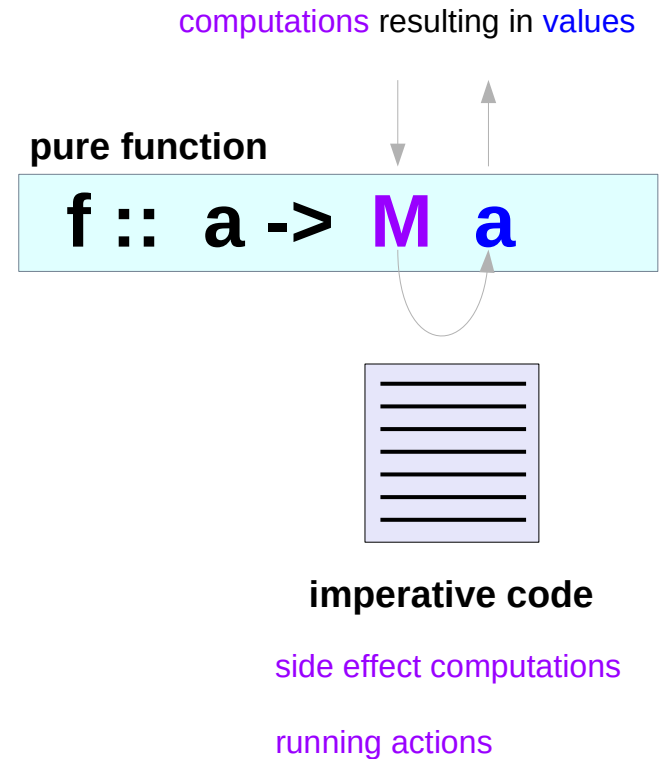 computations resulting in values
pure function
f :: a -> M a
imperative code
side effect computations
running actions